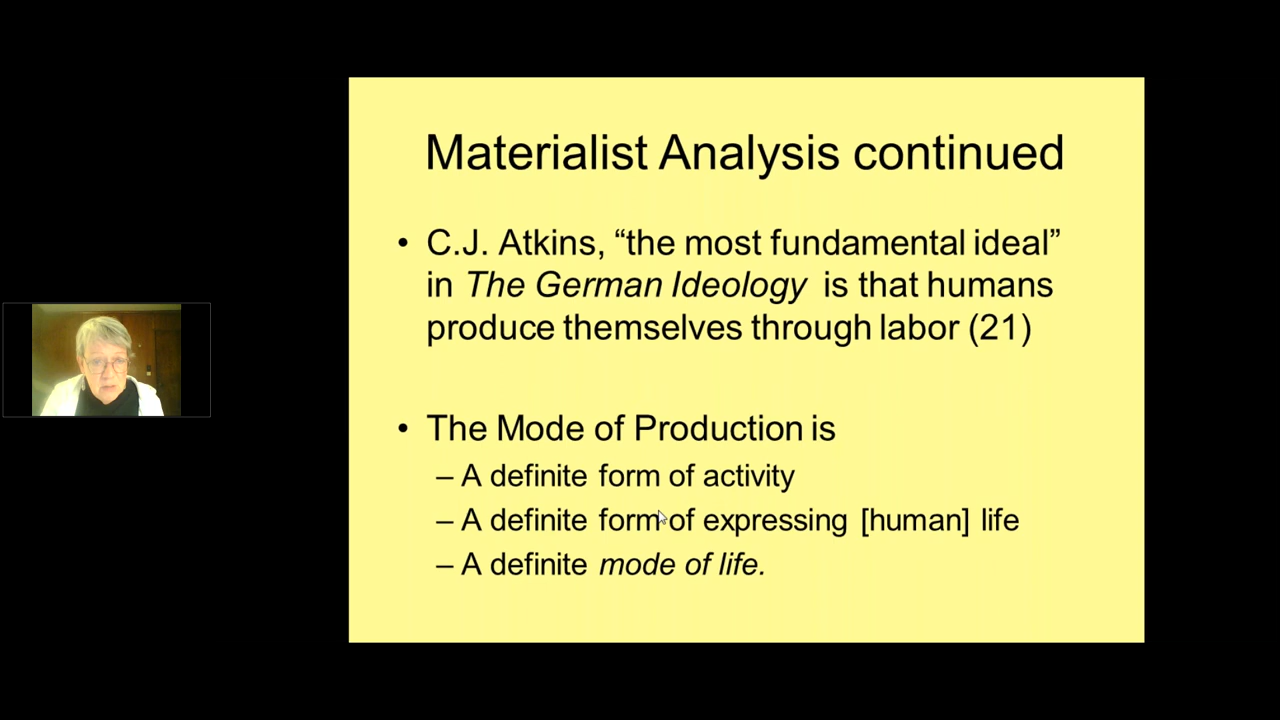 Materialist Analysis continued
• C.J. Atkins, “the most fundamental ideal”
in The German Ideology is that humans
produce themselves through labor (21)
• The Mode of Production is
– A definite form of activity
– A definite form of expressing [human] life
– A definite mode of life.